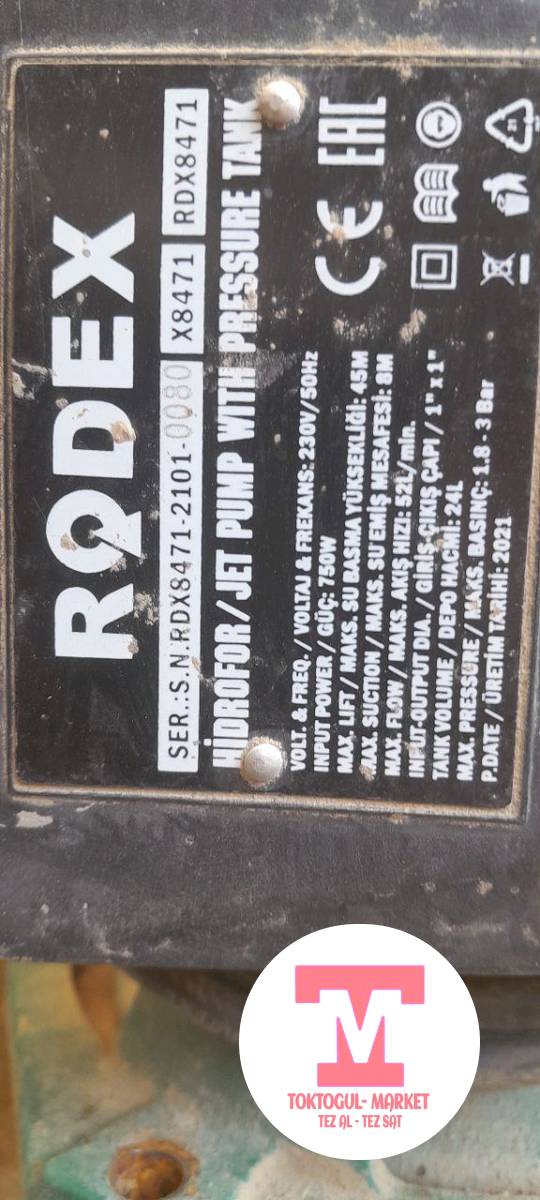 RODEX
SER.:S.N.RDX8471-2101-0080 X8471 RDX8471
HİDROFOR / JET PUMP WITH PRESSURE TANK
VOLT. & FREQ. / VOLTAJ & FREKANS: 230V/50Hz
INPUT POWER / GÜÇ: 750W
MAX. LIFT / MAKS. SU BASMA YÜKSEKLİĞİ: 45M
MAX. SUCTION / MAKS. SU EMİŞ MESAFESİ: 8M
MAX. FLOW / MAKS. AKIŞ HIZI: 52L/min.
INPUT-OUTPUT DIA. / GİRİŞ-ÇIKIŞ ÇAPI / 1" x 1"
TANK VOLUME / DEPO HACMİ: 24L
MAX. PRESSURE / MAKS. BASINÇ: 1.8 - 3 Bar
P.DATE / ÜRETİM TARİHİ: 2021
CE EAC
21
TM
TOKTOGUL- MARKET
TEZ AL - TEZ SAT